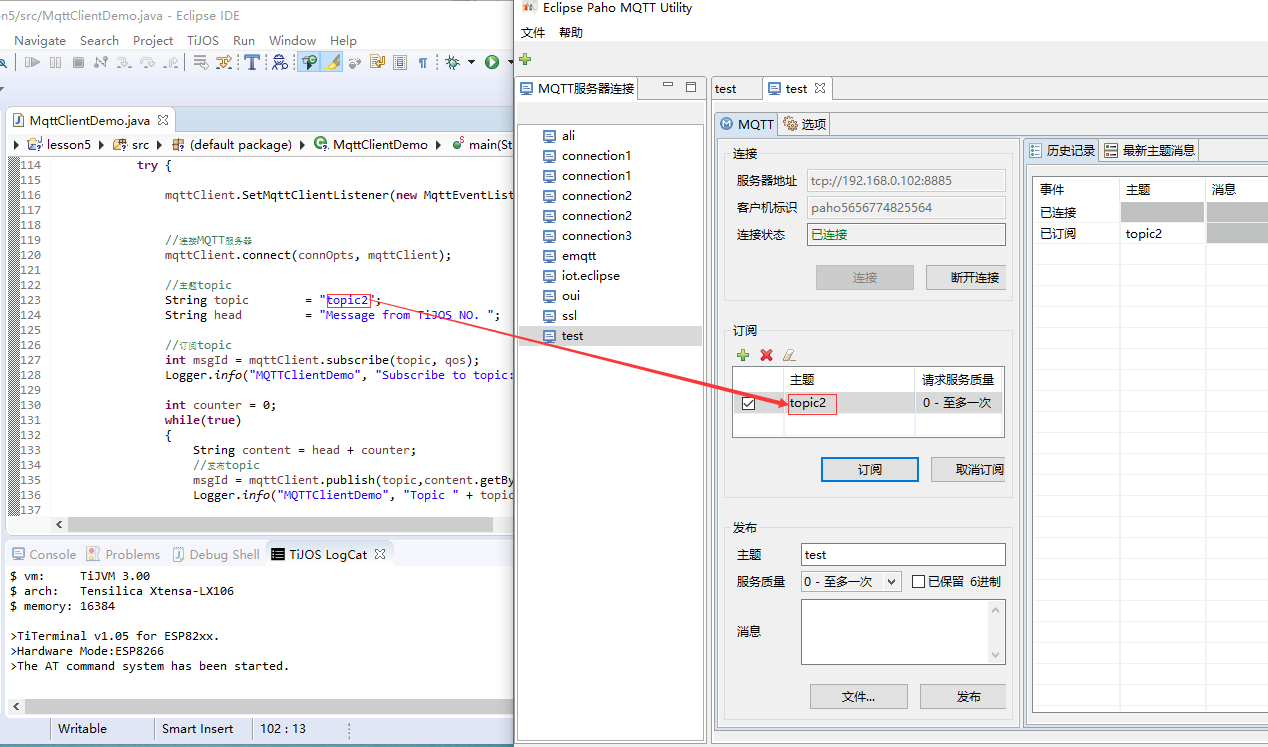 n5/src/MqttClientDemo.java - Eclipse IDE
Navigate Search Project TiJOS Run Window Help
MqttClientDemo.java
lesson5 src (default package) MqttClientDemo main(St
114 try {
115
116 mqttClient.SetMqttClientListener(new MqttEventList
117
118
119 //连接MQTT服务器
120 mqttClient.connect(connOpts, mqttClient);
121
122 //主题topic
123 String topic = "topic2";
124 String head = "Message from TiJOS NO. ";
125
126 //订阅topic
127 int msgId = mqttClient.subscribe(topic, qos);
128 Logger.info("MQTTClientDemo", "Subscribe to topic:
129
130 int counter = 0;
131 while(true)
132 {
133 String content = head + counter;
134 //发布topic
135 msgId = mqttClient.publish(topic,content.getBy
136 Logger.info("MQTTClientDemo", "Topic " + topic
137
Console Problems Debug Shell TiJOS LogCat
$ vm: TiJVM 3.00
$ arch: Tensilica Xtensa-LX106
$ memory: 16384
>TiTerminal v1.05 for ESP82xx.
>Hardware Mode:ESP8266
>The AT command system has been started.
Writable Smart Insert 102 : 13
Eclipse Paho MQTT Utility
文件 帮助
MQTT服务器连接
ali
connection1
connection1
connection2
connection2
connection3
emqtt
iot.eclipse
oui
ssl
test
test test
MQTT 选项
连接
服务器地址 tcp://192.168.0.102:8885
客户机标识 paho5656774825564
连接状态 已连接
连接 断开连接
订阅
主题 请求服务质量
topic2 0 - 至多一次
订阅 取消订阅
发布
主题 test
服务质量 0 - 至多一次 已保留 6进制
消息
文件... 发布
历史记录 最新主题消息
事件 主题 消息
已连接
已订阅 topic2